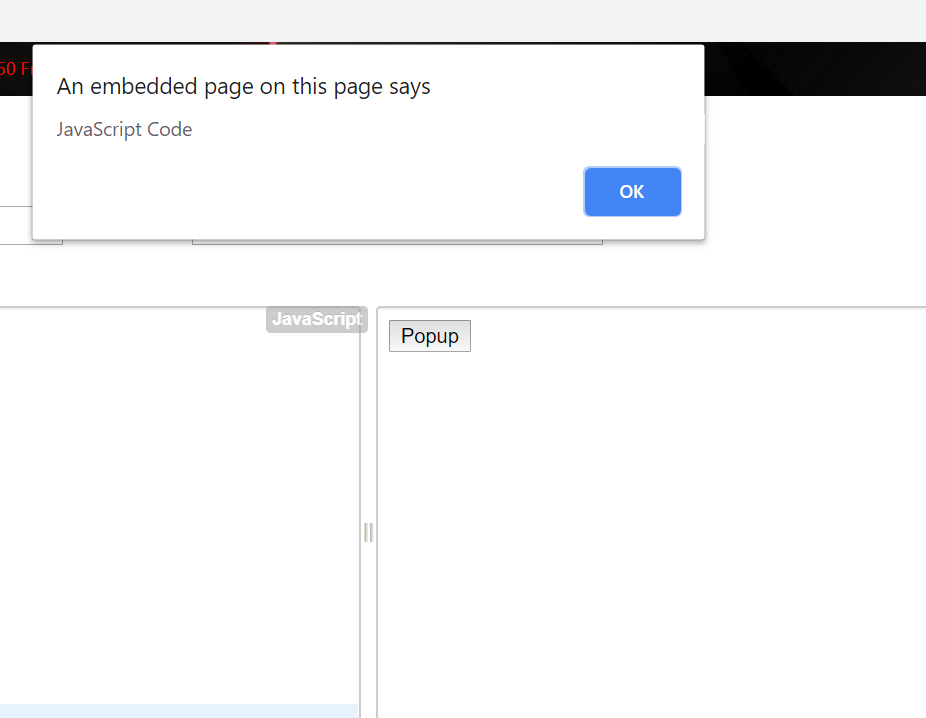 An embedded page on this page says
JavaScript Code
OK
JavaScript
Popup